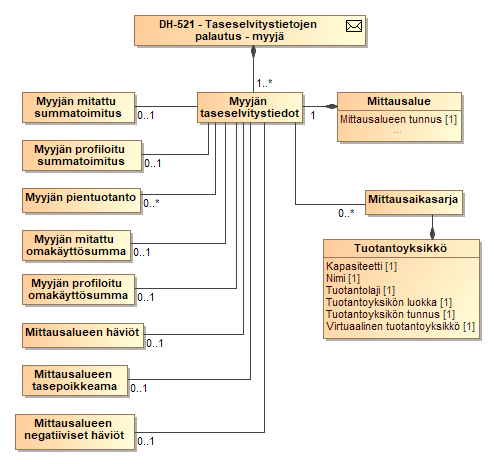 DH-521 - Taseselvitystietojen
palautus - myyjä
1..*
Myyjän mitattu
summatoimitus
0..1
Myyjän
taseselvitystiedot
1
Mittausalue
Mittausalueen tunnus [1]
...
Myyjän profiloitu
summatoimitus
0..1
Myyjän pientuotanto
0..*
Mittausaikasarja
0..*
Myyjän mitattu
omakäyttösumma
0..1
Tuotantoyksikkö
Kapasiteetti [1]
Nimi [1]
Tuotantolaji [1]
Tuotantoyksikön luokka [1]
Tuotantoyksikön tunnus [1]
Virtuaalinen tuotantoyksikkö [1]
Myyjän profiloitu
omakäyttösumma
0..1
Mittausalueen häviöt
0..1
Mittausalueen
tasepoikkeama
0..1
Mittausalueen
negatiiviset häviöt
0..1